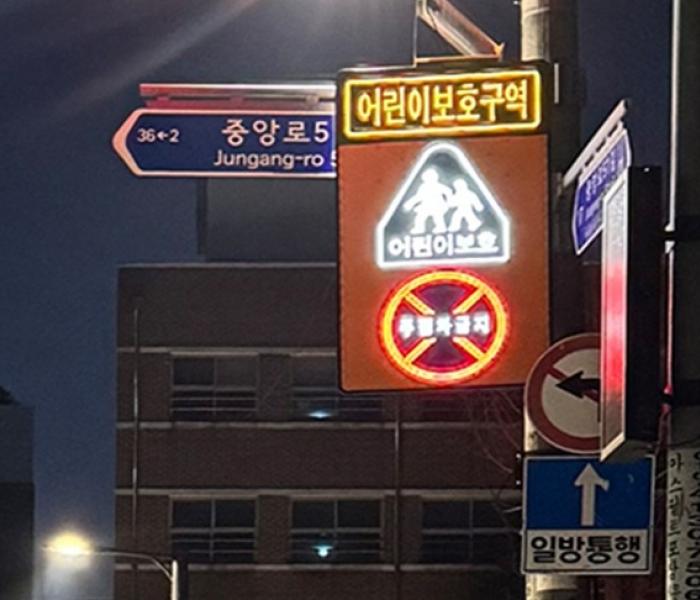 어린이보호구역
36←2
중앙로5
Jungang-ro
어린이보호
주정차금지
일방통행